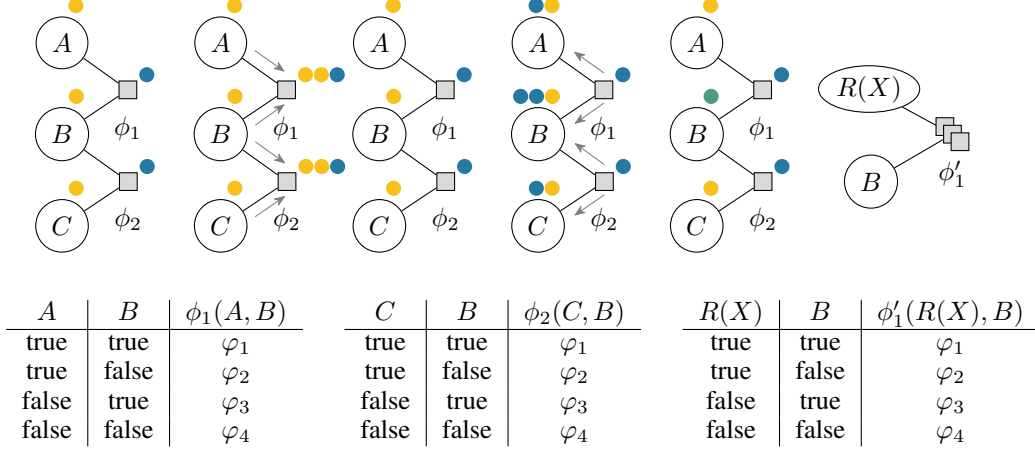 A A A A A R(X)
ϕ₁ ϕ₁ ϕ₁ ϕ₁ ϕ₁ ϕ′₁
B B B B B B
ϕ₂ ϕ₂ ϕ₂ ϕ₂ ϕ₂
C C C C C
A B ϕ₁(A, B) C B ϕ₂(C, B) R(X) B ϕ′₁(R(X), B)
true true φ₁ true true φ₁ true true φ₁
true false φ₂ true false φ₂ true false φ₂
false true φ₃ false true φ₃ false true φ₃
false false φ₄ false false φ₄ false false φ₄